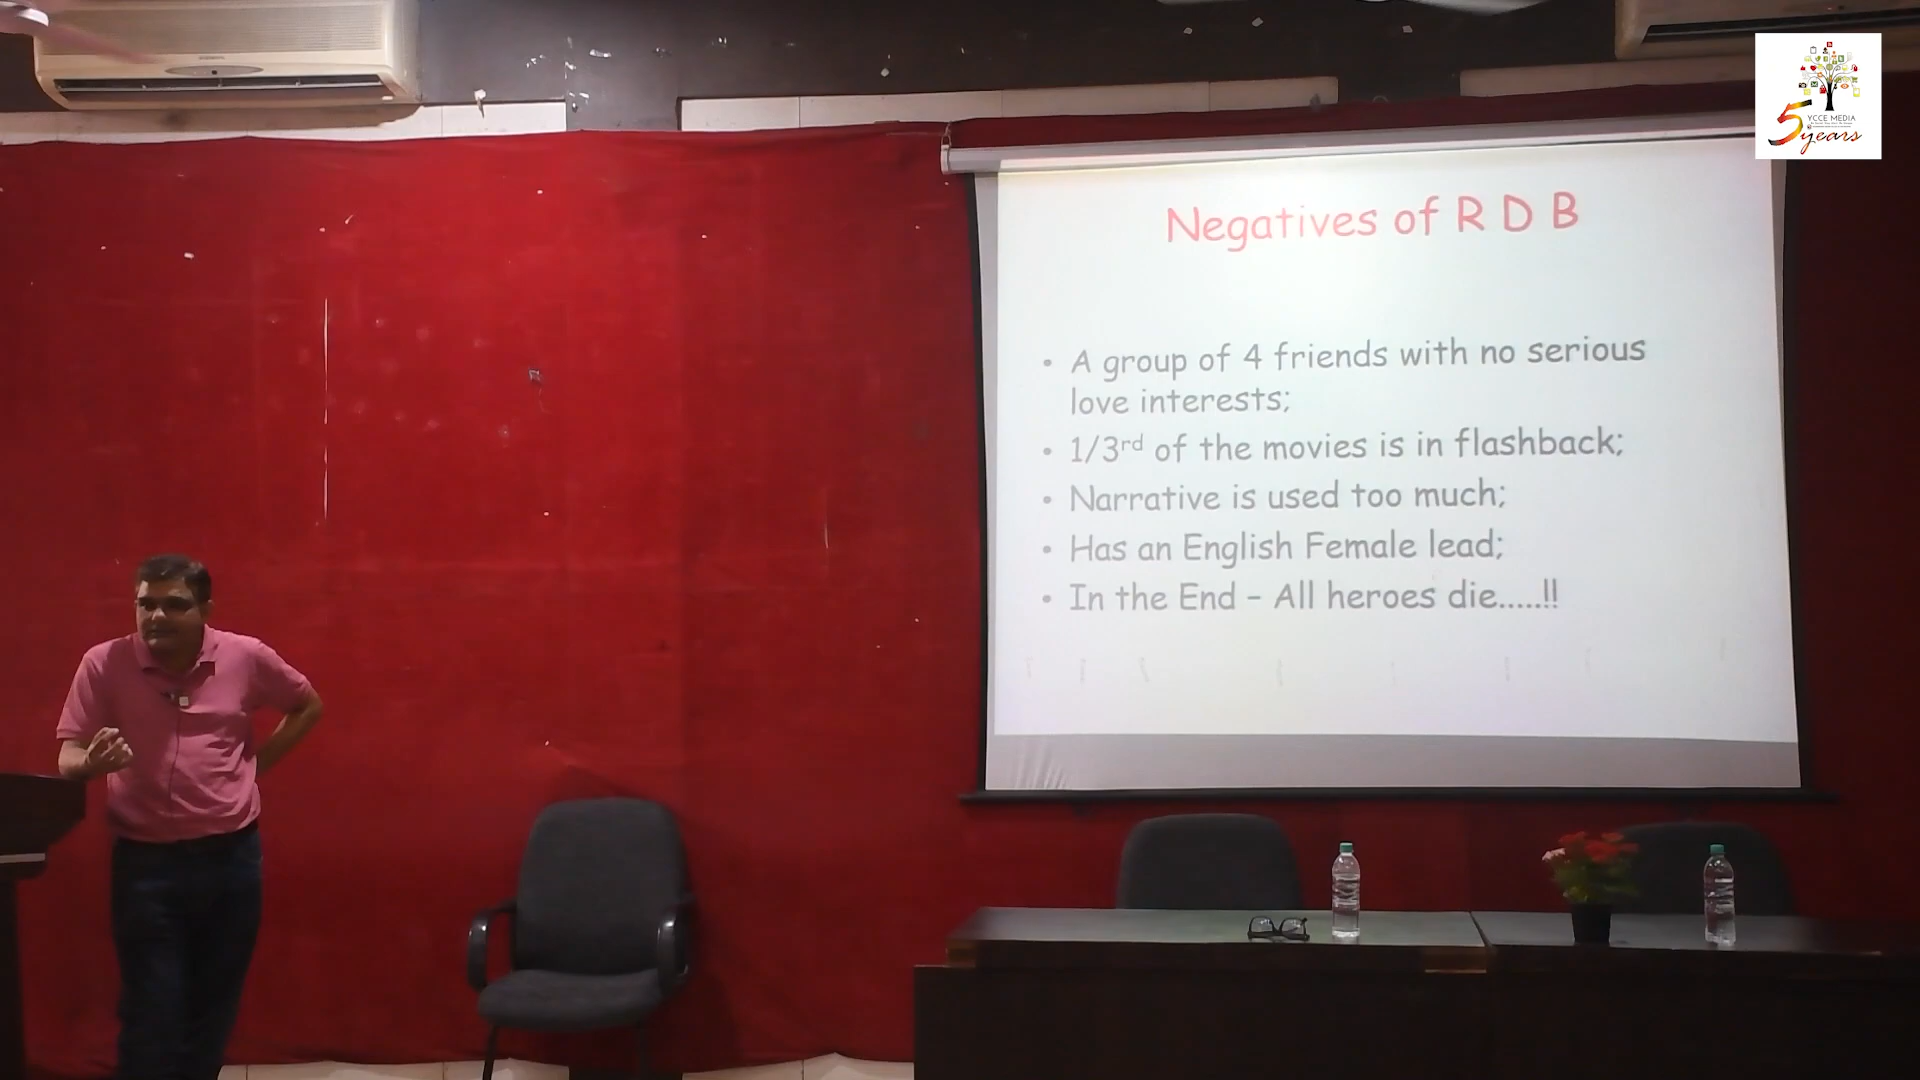 Negatives of R D B
• A group of 4 friends with no serious
love interests;
• 1/3rd of the movies is in flashback;
• Narrative is used too much;
• Has an English Female lead;
• In the End – All heroes die.....!!
YCCE MEDIA
5 years